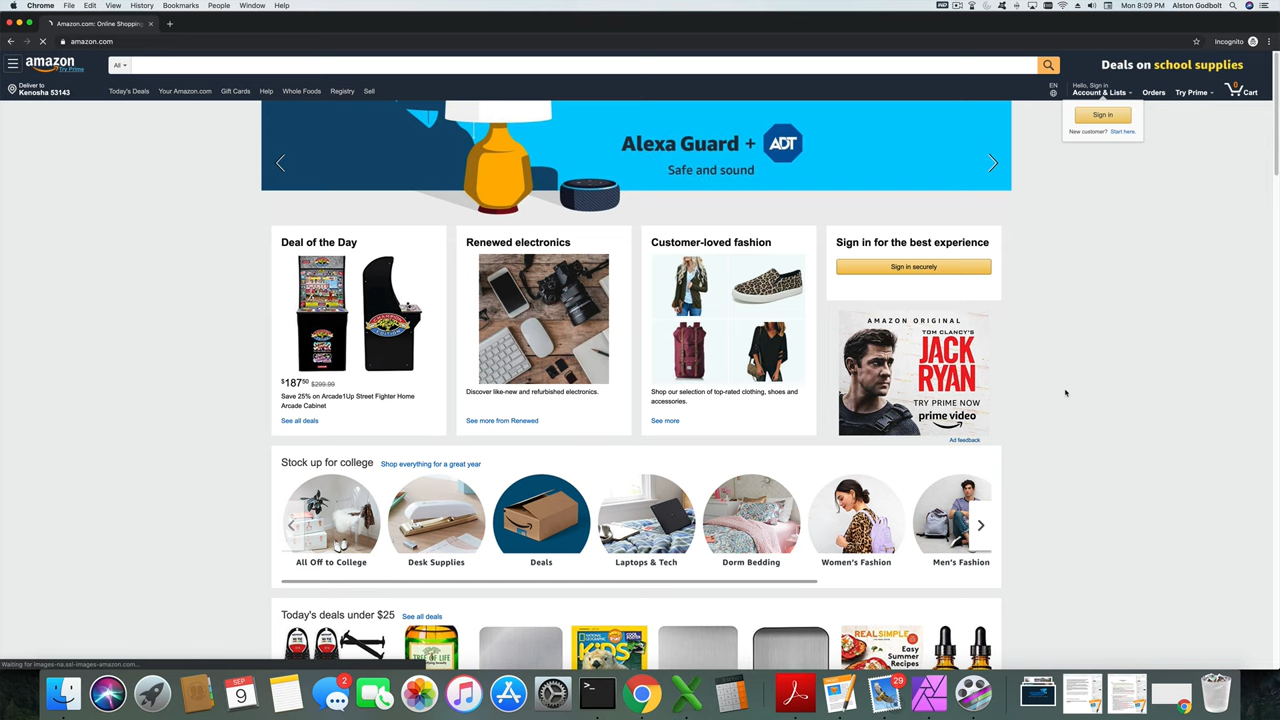 Chrome File Edit View History Bookmarks People Window Help
Mon 8:09 PM Alston Godbolt
Amazon.com: Online Shopping
amazon.com
Incognito
amazon
Try Prime
All
Deals on school supplies
Deliver to
Kenosha 53143
Today's Deals Your Amazon.com Gift Cards Help Whole Foods Registry Sell
EN
Hello, Sign in
Account & Lists
Orders
Try Prime
0
Cart
Sign in
New customer? Start here.
Alexa Guard + ADT
Safe and sound
Deal of the Day
$18750 $299.99
Save 25% on Arcade1Up Street Fighter Home
Arcade Cabinet
See all deals
Renewed electronics
Discover like-new and refurbished electronics.
See more from Renewed
Customer-loved fashion
Shop our selection of top-rated clothing, shoes and
accessories.
See more
Sign in for the best experience
Sign in securely
AMAZON ORIGINAL
TOM CLANCY'S
JACK
RYAN
TRY PRIME NOW
prime video
Ad feedback
Stock up for college Shop everything for a great year
All Off to College
Desk Supplies
Deals
Laptops & Tech
Dorm Bedding
Women's Fashion
Men's Fashion
Today's deals under $25 See all deals
TREE OF LIFE
NATIONAL GEOGRAPHIC
KIDS
REALSIMPLE
Easy
Summer
Recipes
Waiting for images-na.ssl-images-amazon.com...
SEP
9
2
29